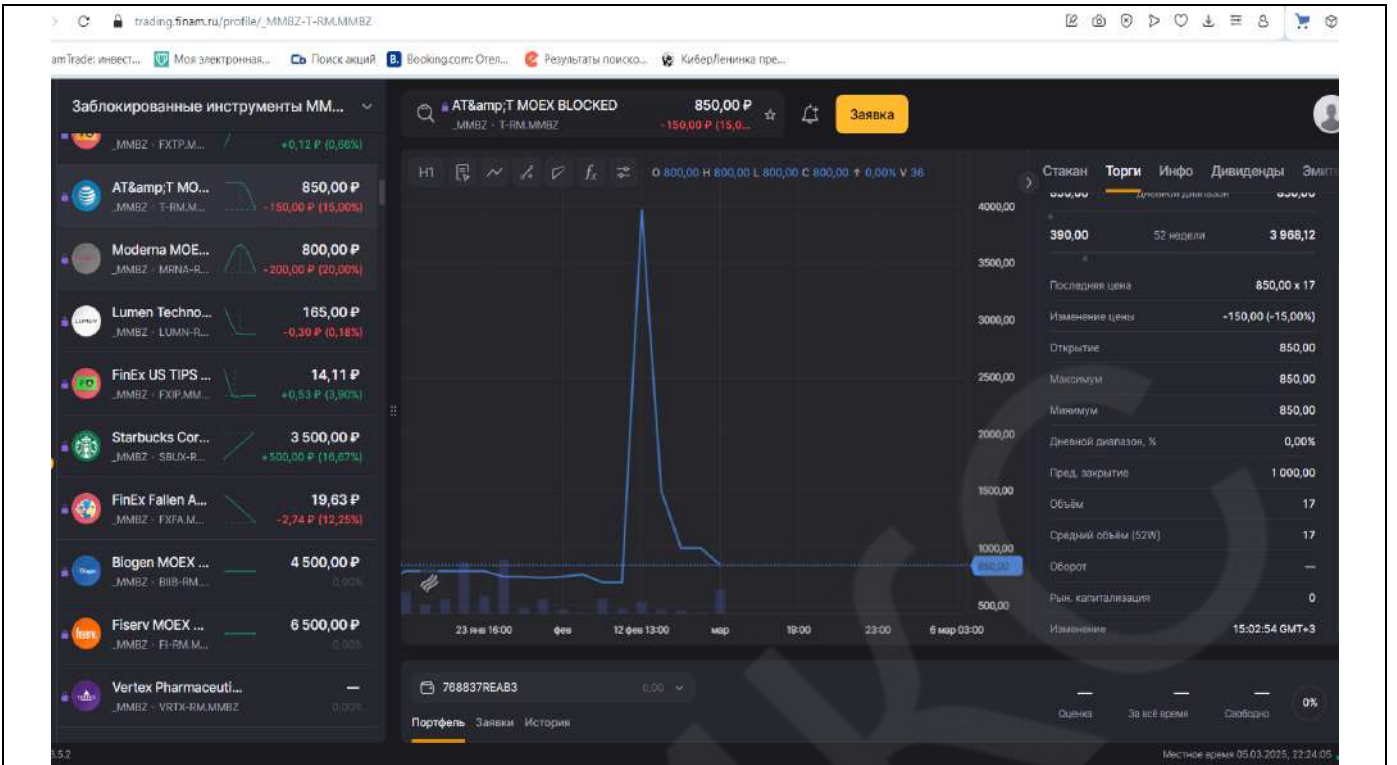 trading.finam.ru/profile/_MMBZ-T-RM.MMBZ
amTrade: инвест... Моя электронная... Поиск акций B. Booking.com: Отел... Результаты поиско... КиберЛенинка пре...
Заблокированные инструменты MM...
_MMBZ · FXTP.M... +0,12 ₽ (0,66%)
AT&amp;T MO... 850,00 ₽
_MMBZ · T-RM.M... -150,00 ₽ (15,00%)
Moderna MOE... 800,00 ₽
_MMBZ · MRNA-R... -200,00 ₽ (20,00%)
Lumen Techno... 165,00 ₽
_MMBZ · LUMN-R... -0,30 ₽ (0,18%)
FinEx US TIPS ... 14,11 ₽
_MMBZ · FXIP.MM... +0,53 ₽ (3,90%)
Starbucks Cor... 3 500,00 ₽
_MMBZ · SBUX-R... +500,00 ₽ (16,67%)
FinEx Fallen A... 19,63 ₽
_MMBZ · FXFA.M... -2,74 ₽ (12,25%)
Biogen MOEX ... 4 500,00 ₽
_MMBZ · BIIB-RM.... 0,00%
Fiserv MOEX ... 6 500,00 ₽
_MMBZ · FI-RM.M... 0,00%
Vertex Pharmaceuti... —
_MMBZ · VRTX-RM.MMBZ 0,00%
AT&amp;T MOEX BLOCKED 850,00 ₽
_MMBZ · T-RM.MMBZ -150,00 ₽ (15,0...
Заявка
H1 O 800,00 H 800,00 L 800,00 C 800,00 0,00% V 36
4000,00
3500,00
3000,00
2500,00
2000,00
1500,00
1000,00
850,00
500,00
23 янв 16:00 фев 12 фев 13:00 мар 19:00 23:00 6 мар 03:00
Стакан Торги Инфо Дивиденды Эмит
850,00 Дневной диапазон 850,00
390,00 52 недели 3 968,12
Последняя цена 850,00 x 17
Изменение цены -150,00 (-15,00%)
Открытие 850,00
Максимум 850,00
Минимум 850,00
Дневной диапазон, % 0,00%
Пред. закрытие 1 000,00
Объём 17
Средний объём (52W) 17
Оборот —
Рын. капитализация 0
Изменение 15:02:54 GMT+3
768837REAB3 0,00
Портфель Заявки История
— — — 0%
Оценка За всё время Свободно
Местное время 05.03.2025, 22:24:05